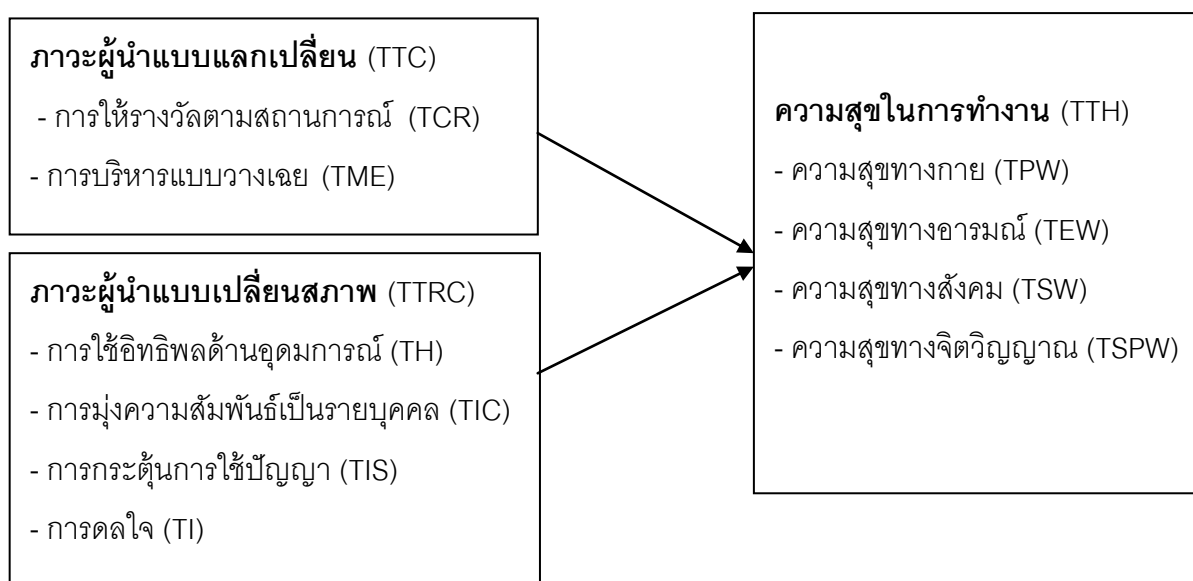 ภาวะผู้นำแบบแลกเปลี่ยน (TTC)
- การให้รางวัลตามสถานการณ์ (TCR)
- การบริหารแบบวางเฉย (TME)
ภาวะผู้นำแบบเปลี่ยนสภาพ (TTRC)
- การใช้อิทธิพลด้านอุดมการณ์ (TH)
- การมุ่งความสัมพันธ์เป็นรายบุคคล (TIC)
- การกระตุ้นการใช้ปัญญา (TIS)
- การดลใจ (TI)
ความสุขในการทำงาน (TTH)
- ความสุขทางกาย (TPW)
- ความสุขทางอารมณ์ (TEW)
- ความสุขทางสังคม (TSW)
- ความสุขทางจิตวิญญาณ (TSPW)